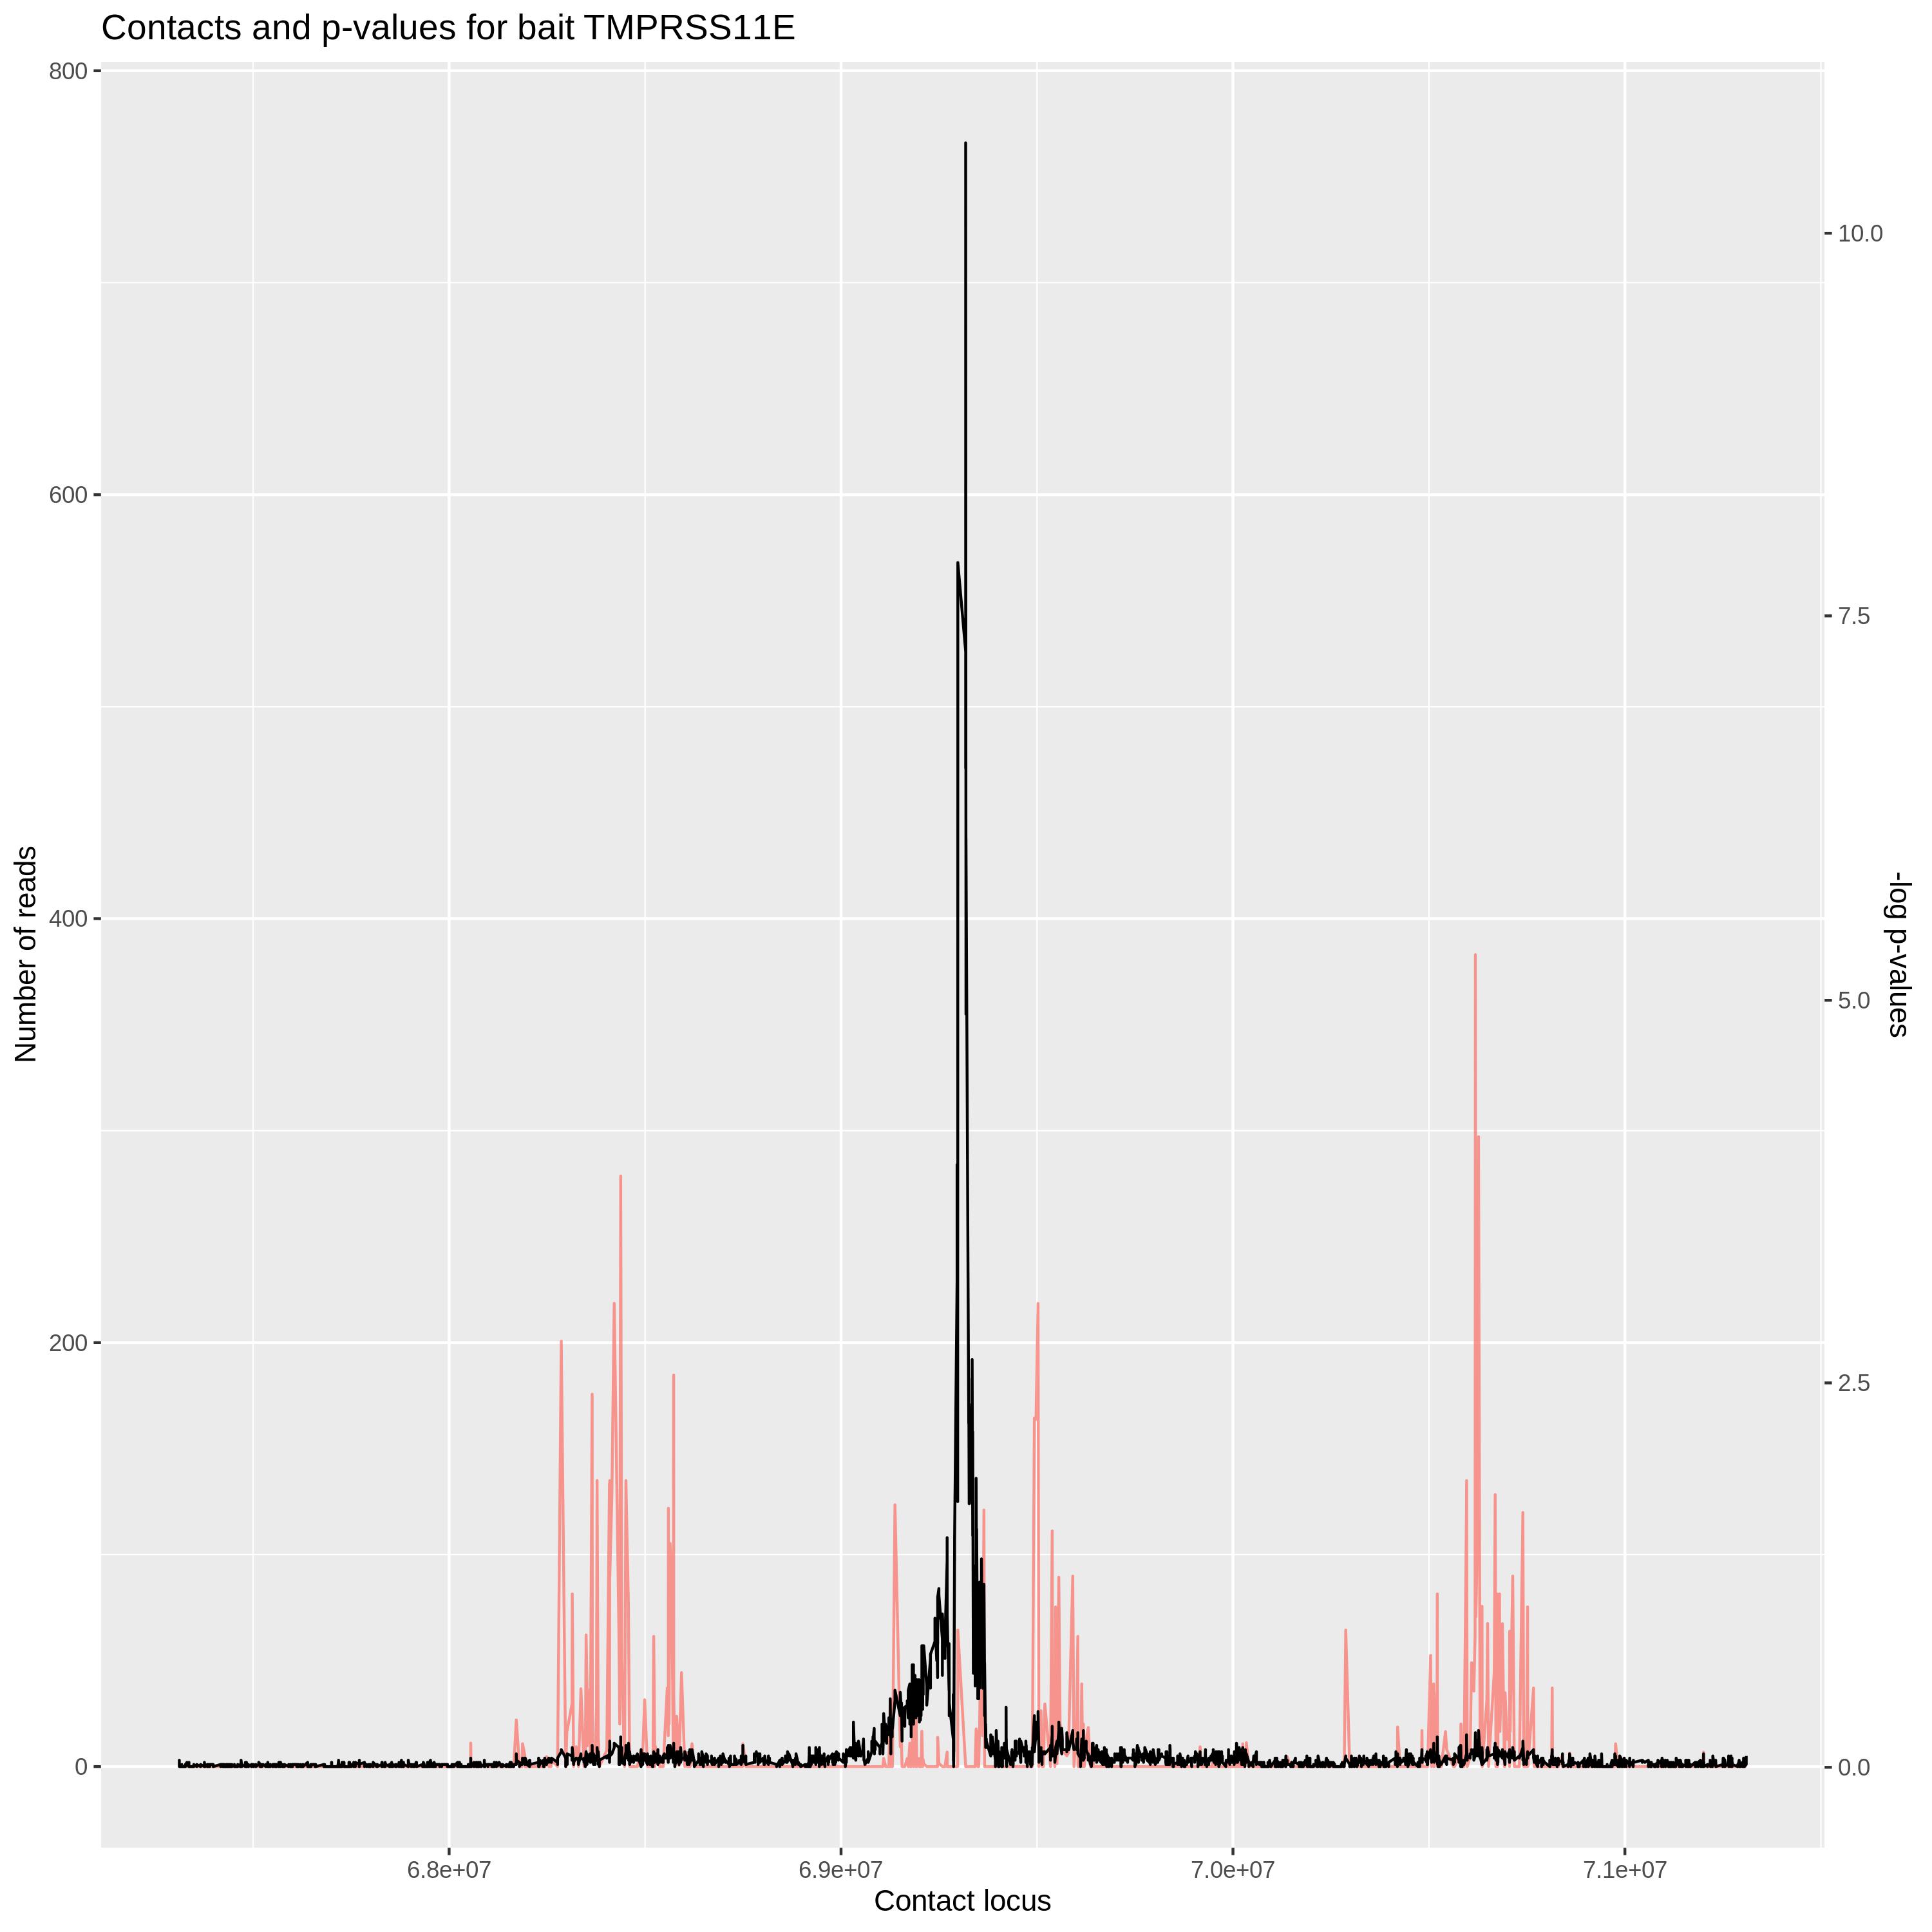 Contacts and p-values for bait TMPRSS11E
800
600
400
200
0
Number of reads
10.0
7.5
5.0
2.5
0.0
-log p-values
6.8e+07
6.9e+07
7.0e+07
7.1e+07
Contact locus